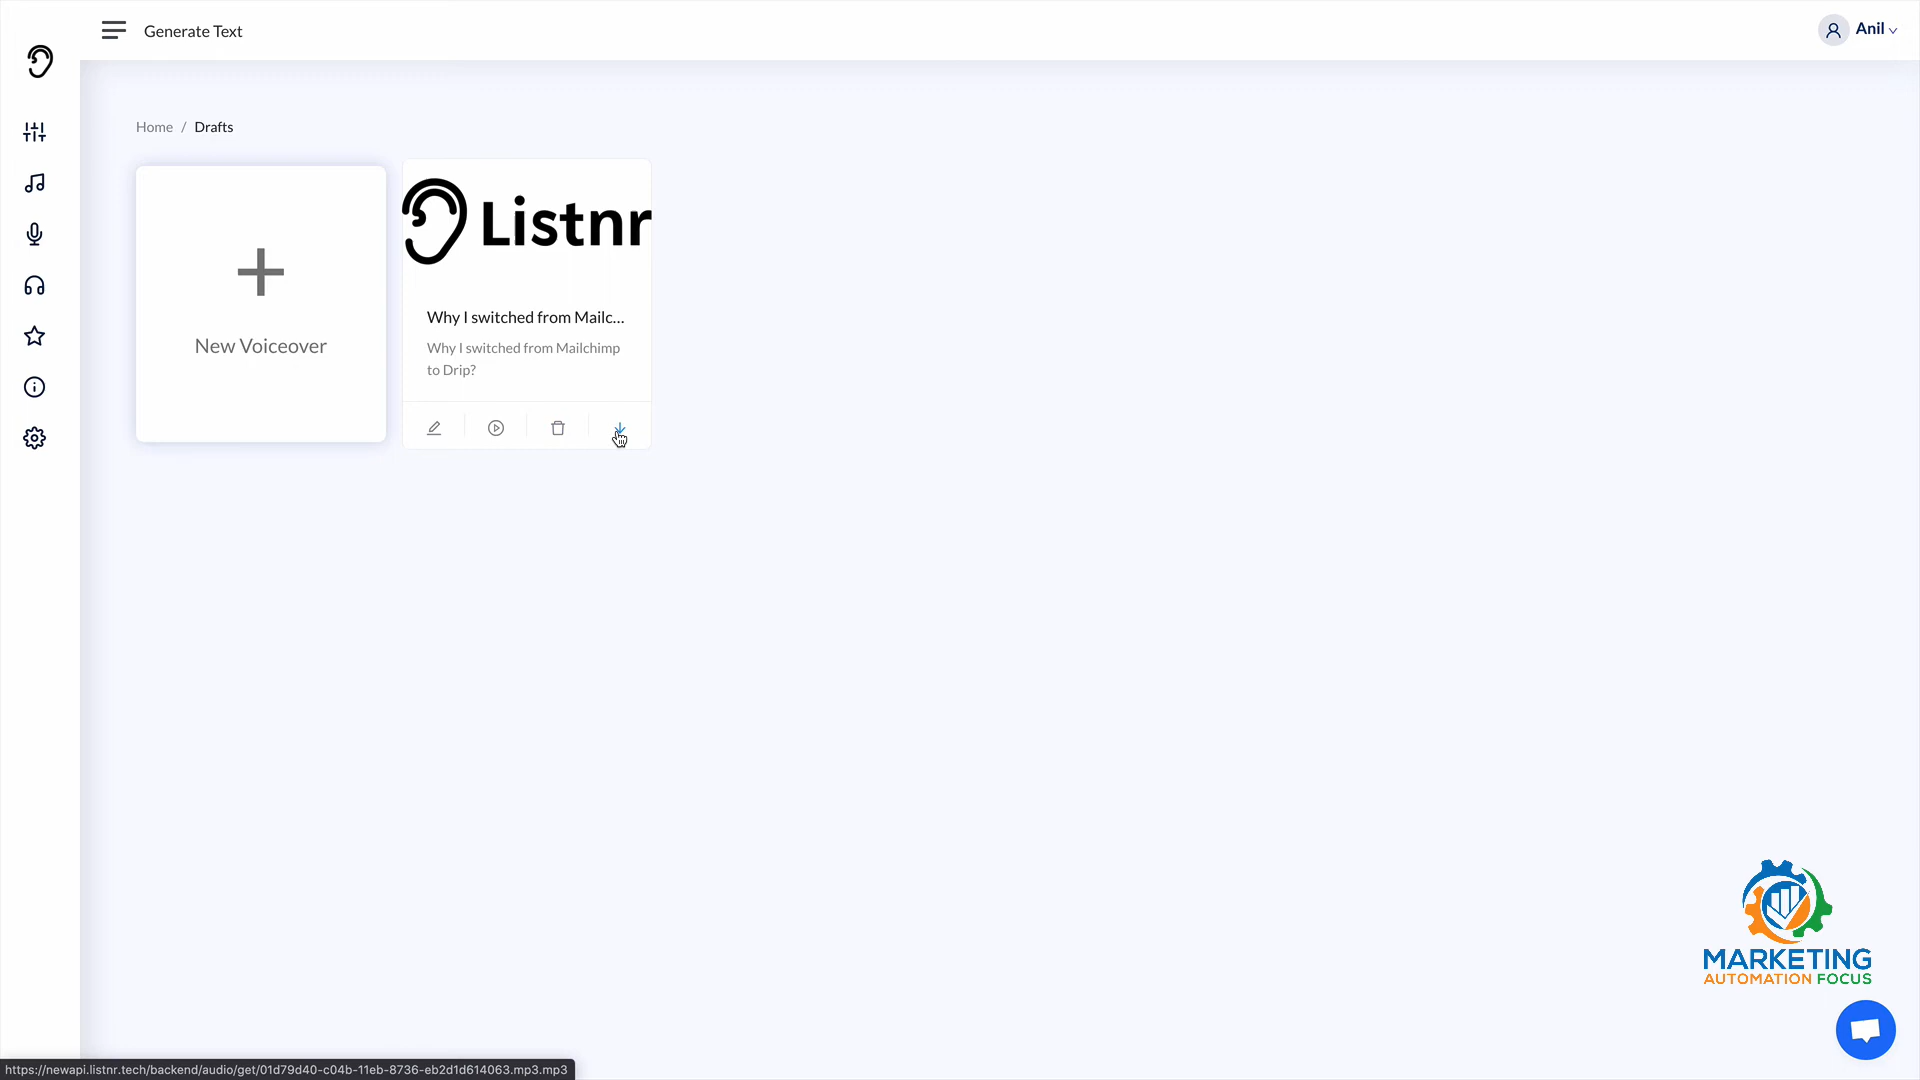 Generate Text
Anil
Home / Drafts
New Voiceover
Listnr
Why I switched from Mailc...
Why I switched from Mailchimp
to Drip?
MARKETING
AUTOMATION FOCUS
https://newapi.listnr.tech/backend/audio/get/01d79d40-c04b-11eb-8736-eb2d1d614063.mp3.mp3